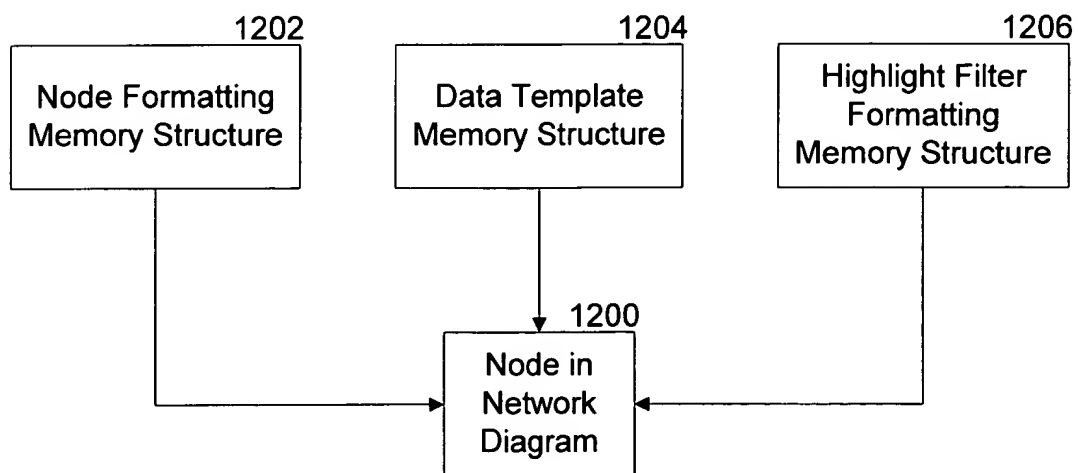 1202
Node Formatting
Memory Structure
1204
Data Template
Memory Structure
1206
Highlight Filter
Formatting
Memory Structure
1200
Node in
Network
Diagram